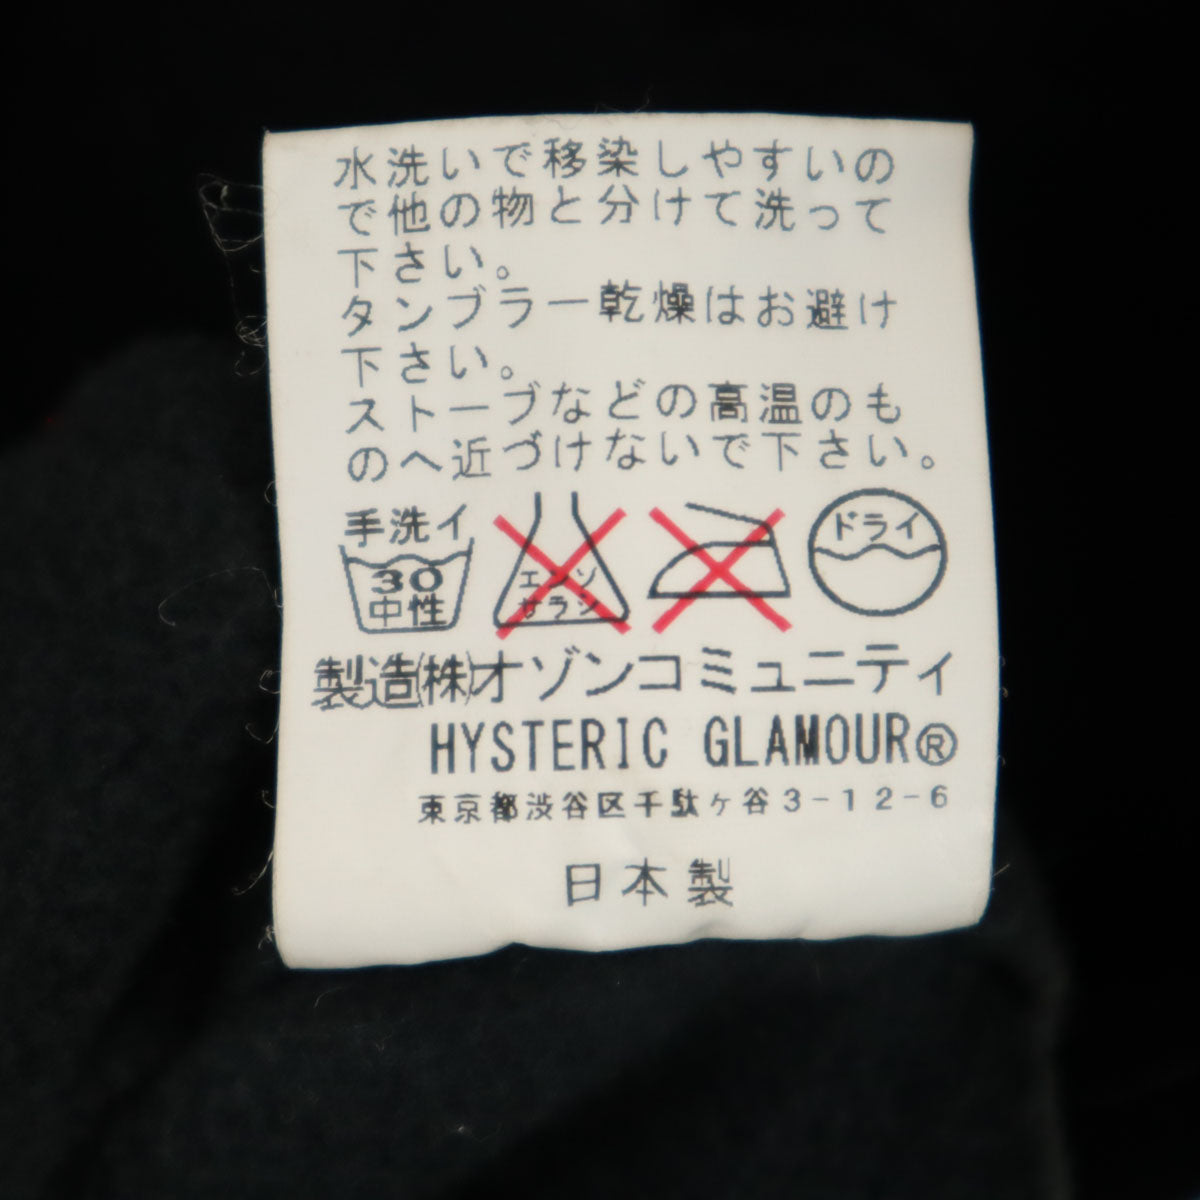 水洗いで移染しやすいの
で他の物と分けて洗って
下さい。
タンブラー乾燥はお避け
下さい。
ストーブなどの高温のも
のへ近づけないで下さい。
手洗イ
30
中性
エンソ
サラシ
ドライ
製造㈱オゾンコミュニティ
HYSTERIC GLAMOUR®
東京都渋谷区千駄ヶ谷3-12-6
日本製